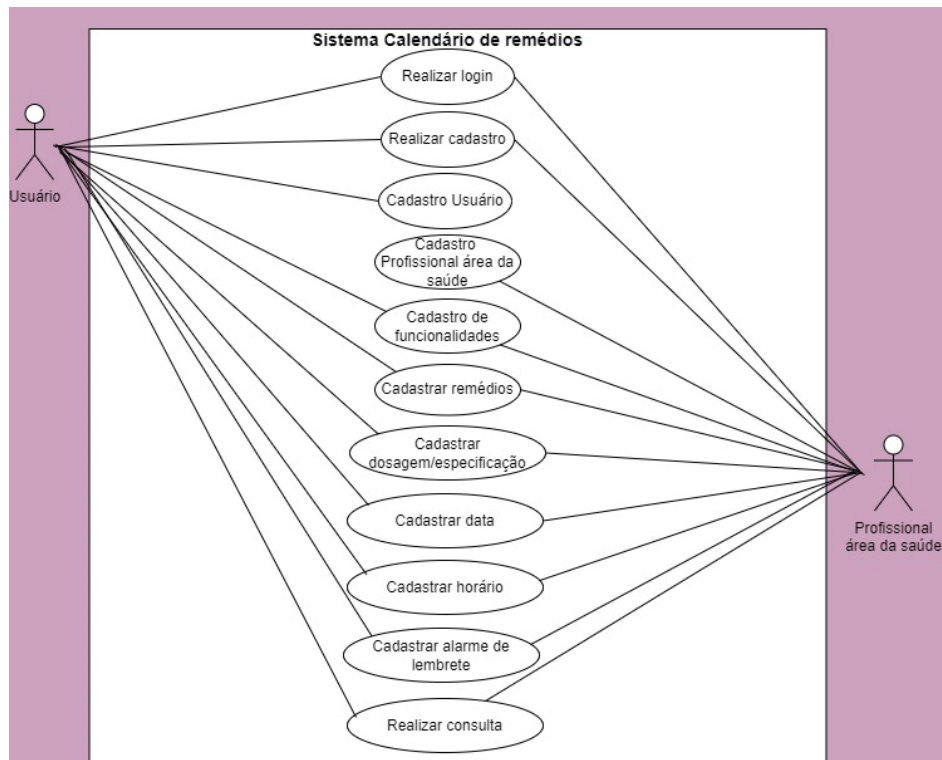 Sistema Calendário de remédios
Realizar login
Realizar cadastro
Usuário
Cadastro Usuário
Cadastro
Profissional área da
saúde
Cadastro de
funcionalidades
Cadastrar remédios
Cadastrar
dosagem/especificação
Cadastrar data
Profissional
área da saúde
Cadastrar horário
Cadastrar alarme de
lembrete
Realizar consulta